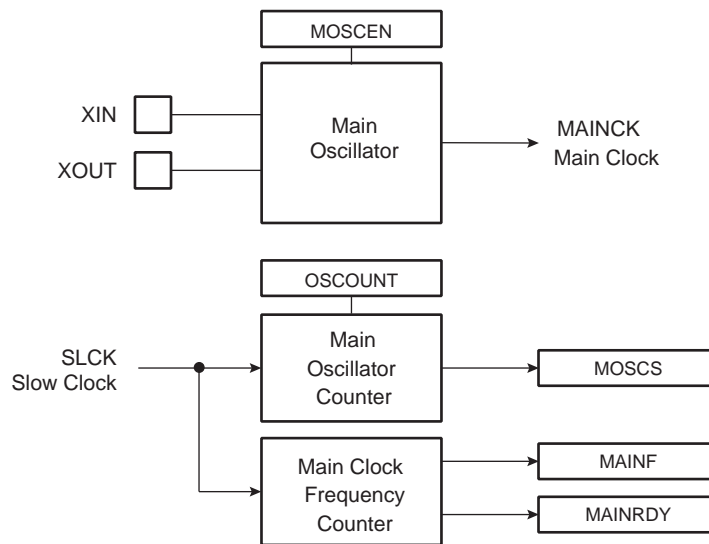 MOSCEN
XIN
XOUT
Main
Oscillator
MAINCK
Main Clock
OSCOUNT
SLCK
Slow Clock
Main
Oscillator
Counter
MOSCS
Main Clock
Frequency
Counter
MAINF
MAINRDY